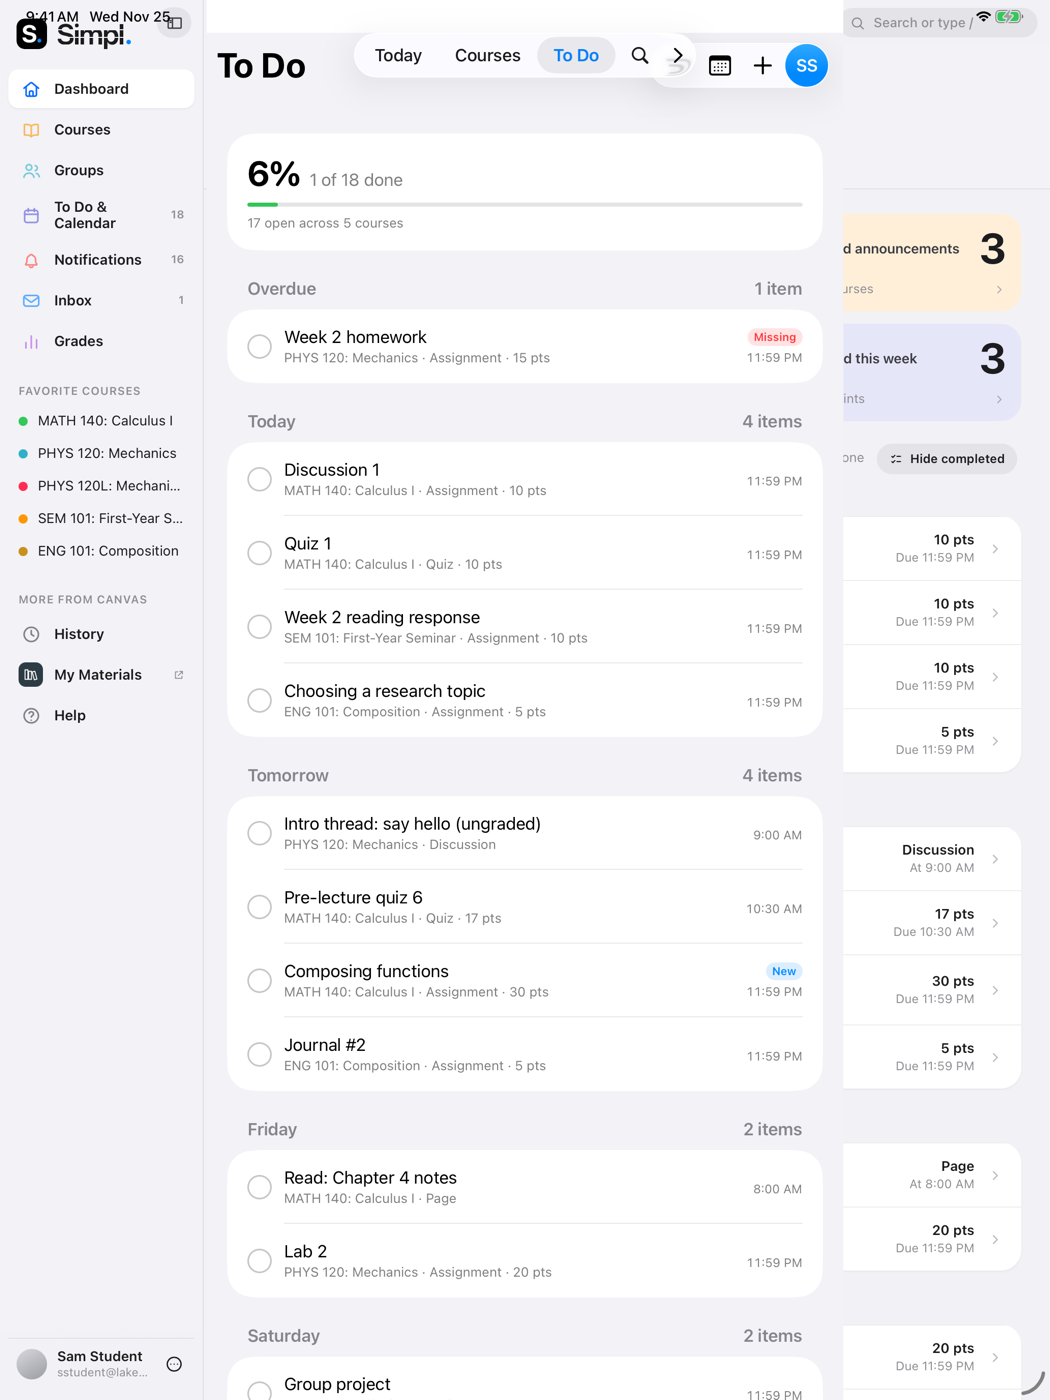 9:41 AM Wed Nov 25
S.
Simpl.
Dashboard
Courses
Groups
To Do &
Calendar
18
Notifications
16
Inbox
1
Grades
FAVORITE COURSES
MATH 140: Calculus I
PHYS 120: Mechanics
PHYS 120L: Mechani...
SEM 101: First-Year S...
ENG 101: Composition
MORE FROM CANVAS
History
My Materials
Help
Sam Student
sstudent@lake...
To Do
Today
Courses
To Do
SS
6% 1 of 18 done
17 open across 5 courses
Overdue
1 item
Week 2 homework
Missing
PHYS 120: Mechanics · Assignment · 15 pts
11:59 PM
Today
4 items
Discussion 1
MATH 140: Calculus I · Assignment · 10 pts
11:59 PM
Quiz 1
MATH 140: Calculus I · Quiz · 10 pts
11:59 PM
Week 2 reading response
SEM 101: First-Year Seminar · Assignment · 10 pts
11:59 PM
Choosing a research topic
ENG 101: Composition · Assignment · 5 pts
11:59 PM
Tomorrow
4 items
Intro thread: say hello (ungraded)
PHYS 120: Mechanics · Discussion
9:00 AM
Pre-lecture quiz 6
MATH 140: Calculus I · Quiz · 17 pts
10:30 AM
Composing functions
New
MATH 140: Calculus I · Assignment · 30 pts
11:59 PM
Journal #2
ENG 101: Composition · Assignment · 5 pts
11:59 PM
Friday
2 items
Read: Chapter 4 notes
MATH 140: Calculus I · Page
8:00 AM
Lab 2
PHYS 120: Mechanics · Assignment · 20 pts
11:59 PM
Saturday
2 items
Group project
11:59 PM
Search or type /
d announcements
3
urses
d this week
3
ints
one
Hide completed
10 pts
Due 11:59 PM
10 pts
Due 11:59 PM
10 pts
Due 11:59 PM
5 pts
Due 11:59 PM
Discussion
At 9:00 AM
17 pts
Due 10:30 AM
30 pts
Due 11:59 PM
5 pts
Due 11:59 PM
Page
At 8:00 AM
20 pts
Due 11:59 PM
20 pts
Due 11:59 PM